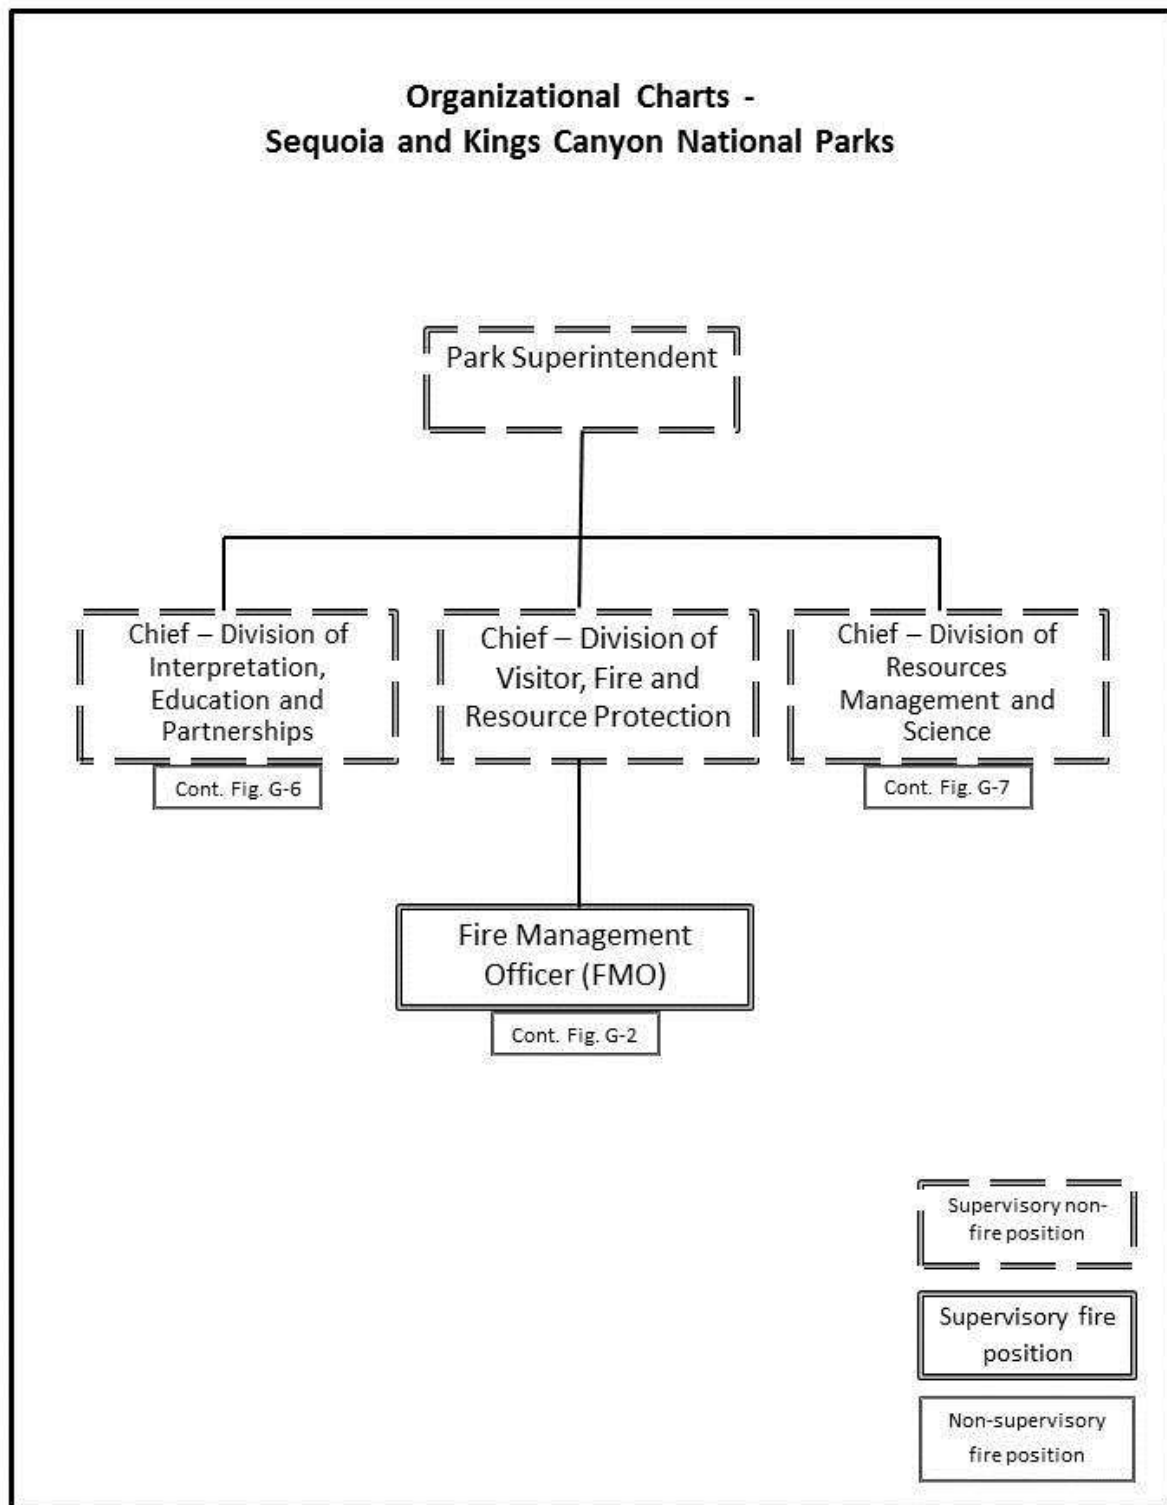 Organizational Charts -
Sequoia and Kings Canyon National Parks
Park Superintendent
Chief – Division of
Interpretation,
Education and
Partnerships
Cont. Fig. G-6
Chief – Division of
Visitor, Fire and
Resource Protection
Chief – Division of
Resources
Management and
Science
Cont. Fig. G-7
Fire Management
Officer (FMO)
Cont. Fig. G-2
Supervisory non-
fire position
Supervisory fire
position
Non-supervisory
fire position